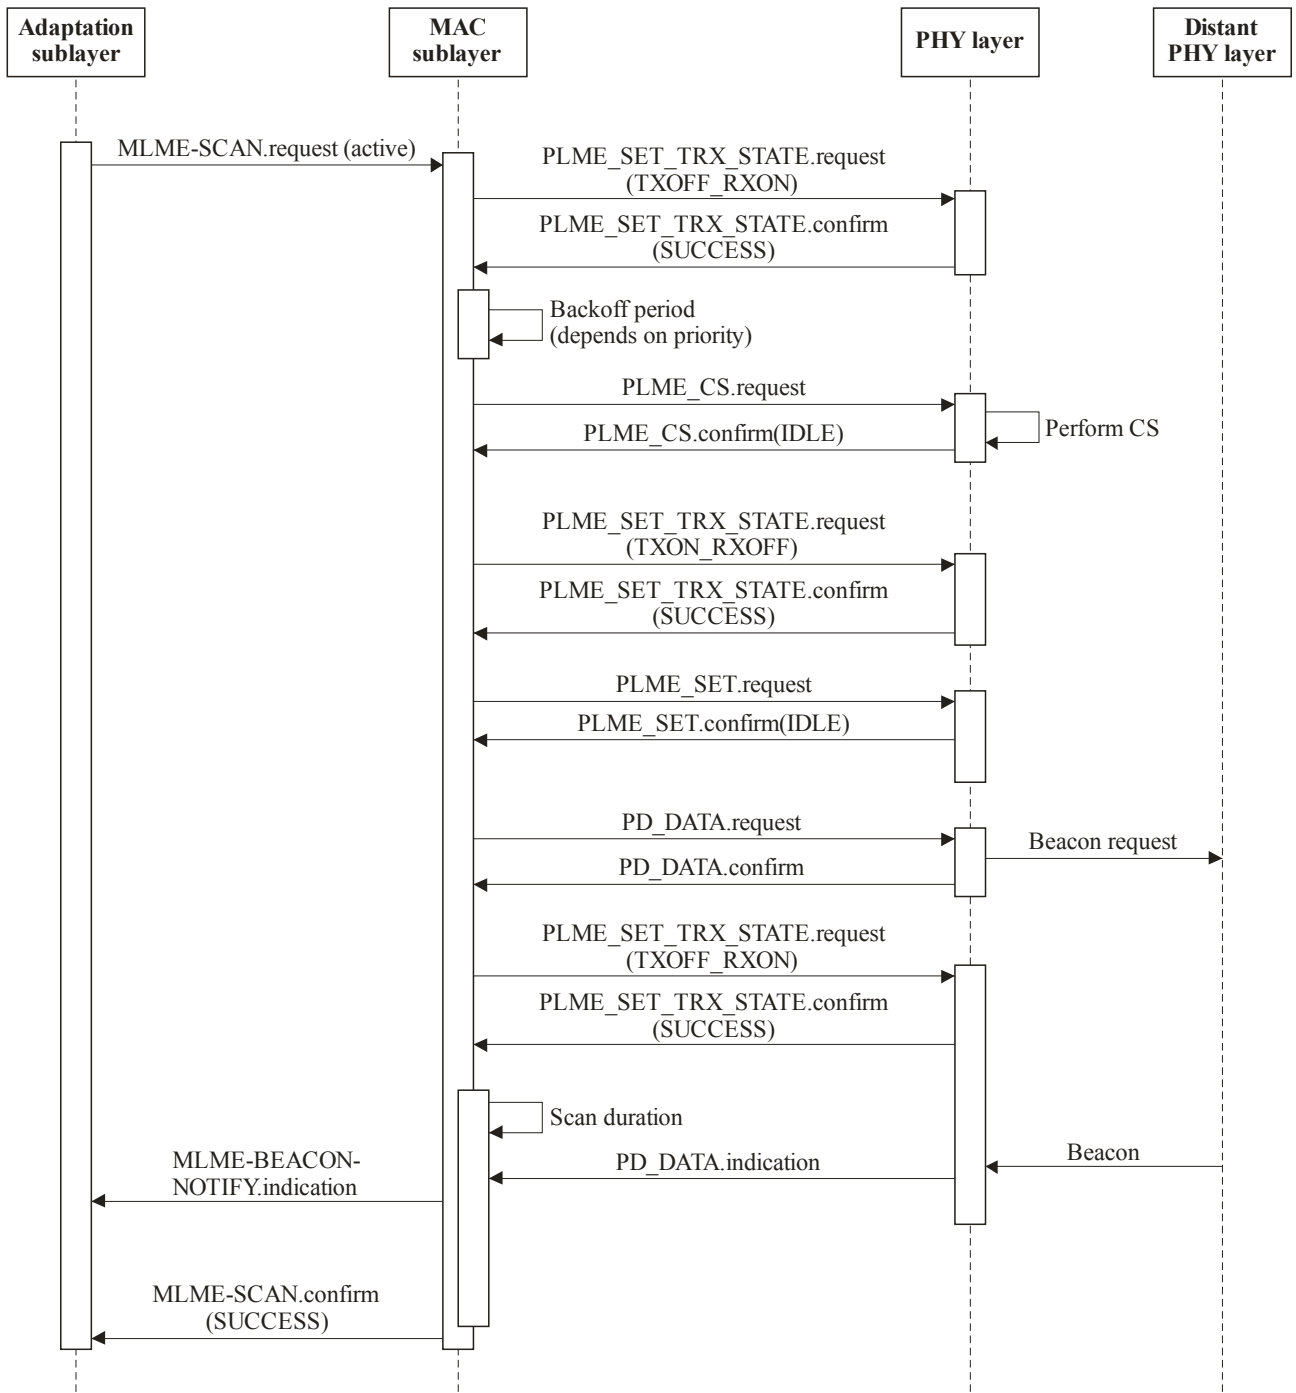 Adaptation
sublayer
MAC
sublayer
PHY layer
Distant
PHY layer
MLME-SCAN.request (active)
PLME_SET_TRX_STATE.request
(TXOFF_RXON)
PLME_SET_TRX_STATE.confirm
(SUCCESS)
Backoff period
(depends on priority)
PLME_CS.request
Perform CS
PLME_CS.confirm(IDLE)
PLME_SET_TRX_STATE.request
(TXON_RXOFF)
PLME_SET_TRX_STATE.confirm
(SUCCESS)
PLME_SET.request
PLME_SET.confirm(IDLE)
PD_DATA.request
Beacon request
PD_DATA.confirm
PLME_SET_TRX_STATE.request
(TXOFF_RXON)
PLME_SET_TRX_STATE.confirm
(SUCCESS)
Scan duration
Beacon
PD_DATA.indication
MLME-BEACON-
NOTIFY.indication
MLME-SCAN.confirm
(SUCCESS)